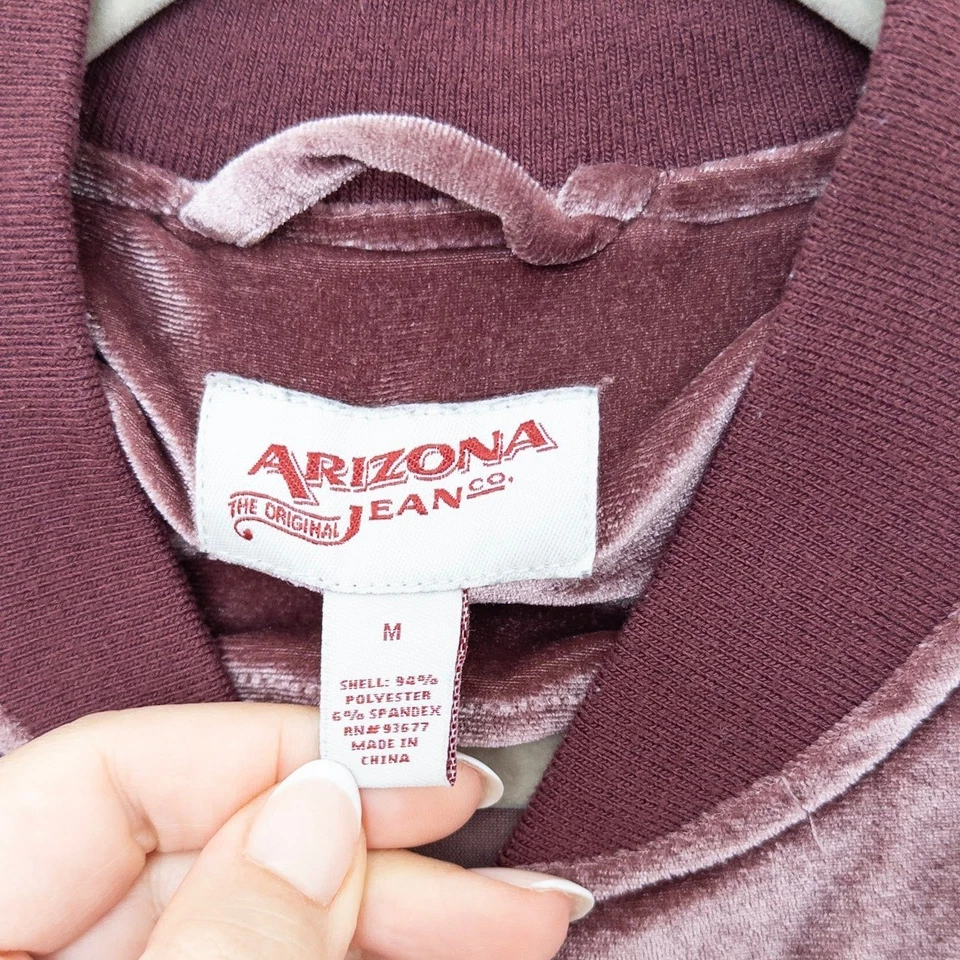 ARIZONA
THE ORIGINAL JEAN CO.
M
SHELL: 94%
POLYESTER
6% SPANDEX
RN# 93677
MADE IN
CHINA